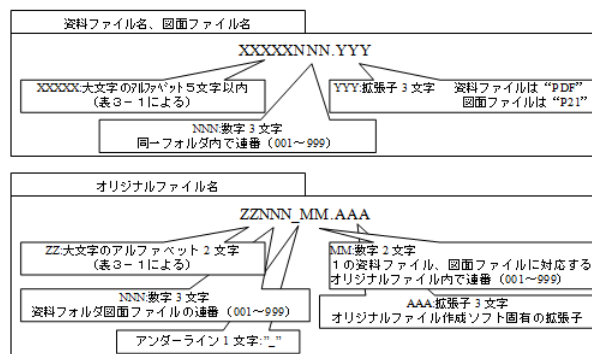 資料ファイル名、図面ファイル名
XXXXXNNN.YYY
XXXXX:大文字のｱﾙﾌｧﾍﾞｯﾄ５文字以内
(表３－１による)
YYY:拡張子３文字　資料ファイルは“PDF”
図面ファイルは“P21”
NNN:数字３文字
同一フォルダ内で連番（001～999）
オリジナルファイル名
ZZNNN_MM.AAA
ZZ:大文字のアルファベット２文字
(表３－１による)
MM:数字２文字
１の資料ファイル、図面ファイルに対応する
オリジナルファイル内で連番（001～999）
NNN:数字３文字
資料フォルダ図面ファイルの連番（001～999）
AAA:拡張子３文字
オリジナルファイル作成ソフト固有の拡張子
アンダーライン１文字:”_”